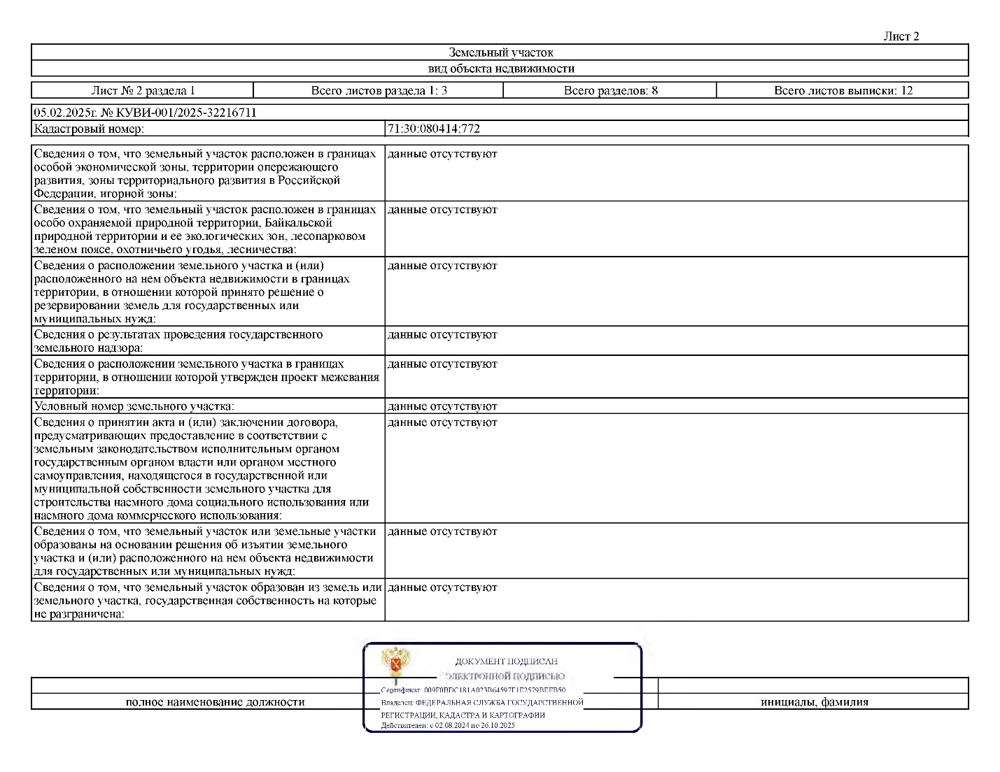 Лист 2
Земельный участок
вид объекта недвижимости
Лист № 2 раздела 1
Всего листов раздела 1: 3
Всего разделов: 8
Всего листов выписки: 12
05.02.2025г. № КУВИ-001/2025-32216711
Кадастровый номер:
71:30:080414:772
Сведения о том, что земельный участок расположен в границах
особой экономической зоны, территории опережающего
развития, зоны территориального развития в Российской
Федерации, игорной зоны:
данные отсутствуют
Сведения о том, что земельный участок расположен в границах
особо охраняемой природной территории, Байкальской
природной территории и ее экологических зон, лесопарковом
зеленом поясе, охотничьего угодья, лесничества:
данные отсутствуют
Сведения о расположении земельного участка и (или)
расположенного на нем объекта недвижимости в границах
территории, в отношении которой принято решение о
резервировании земель для государственных или
муниципальных нужд:
данные отсутствуют
Сведения о результатах проведения государственного
земельного надзора:
данные отсутствуют
Сведения о расположении земельного участка в границах
территории, в отношении которой утвержден проект межевания
территории:
данные отсутствуют
Условный номер земельного участка:
данные отсутствуют
Сведения о принятии акта и (или) заключении договора,
предусматривающих предоставление в соответствии с
земельным законодательством исполнительным органом
государственным органом власти или органом местного
самоуправления, находящегося в государственной или
муниципальной собственности земельного участка для
строительства наемного дома социального использования или
наемного дома коммерческого использования:
данные отсутствуют
Сведения о том, что земельный участок или земельные участки
образованы на основании решения об изъятии земельного
участка и (или) расположенного на нем объекта недвижимости
для государственных или муниципальных нужд:
данные отсутствуют
Сведения о том, что земельный участок образован из земель или
земельного участка, государственная собственность на которые
не разграничена:
данные отсутствуют
ДОКУМЕНТ ПОДПИСАН
ЭЛЕКТРОННОЙ ПОДПИСЬЮ
Сертификат:
Владелец: ФЕДЕРАЛЬНАЯ СЛУЖБА ГОСУДАРСТВЕННОЙ
РЕГИСТРАЦИИ, КАДАСТРА И КАРТОГРАФИИ
Действителен: с 02.08.2024 по 26.10.2025
полное наименование должности
инициалы, фамилия